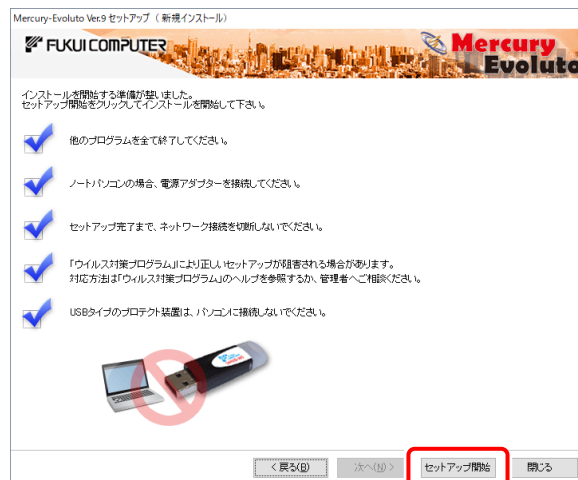 Mercury-Evoluto Ver.9 セットアップ（ 新規インストール）
FUKUI COMPUTER
Mercury
Evoluto
インストールを開始する準備が整いました。
セットアップ開始をクリックしてインストールを開始して下さい。
他のプログラムを全て終了してください。
ノートパソコンの場合、電源アダプターを接続してください。
セットアップ完了まで、ネットワーク接続を切断しないでください。
「ウイルス対策プログラム」により正しいセットアップが阻害される場合があります。
対応方法は「ウィルス対策プログラム」のヘルプを参照するか、管理者へご相談ください。
USBタイプのプロテクト装置は、パソコンに接続しないでください。
< 戻る(B)
次へ(N) >
セットアップ開始
閉じる